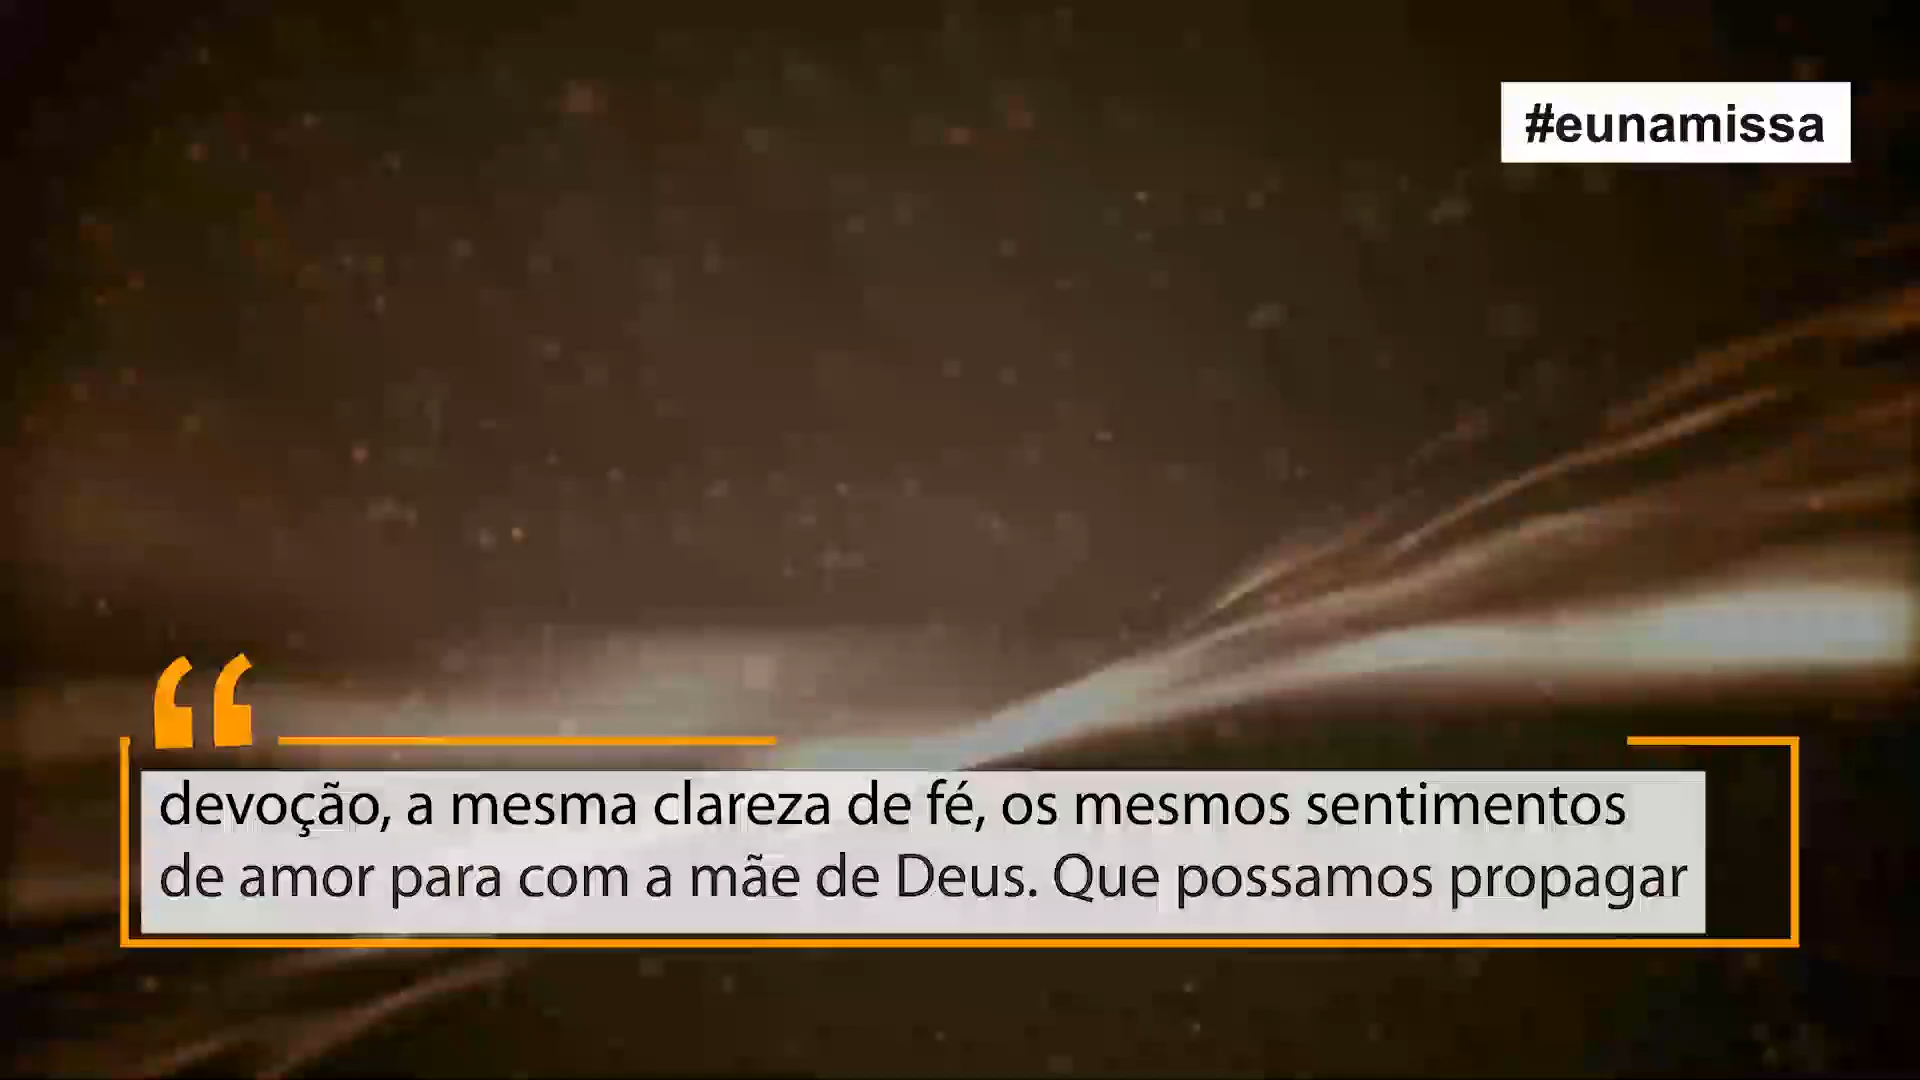 #eunamissa
“
devoção, a mesma clareza de fé, os mesmos sentimentos
de amor para com a mãe de Deus. Que possamos propagar